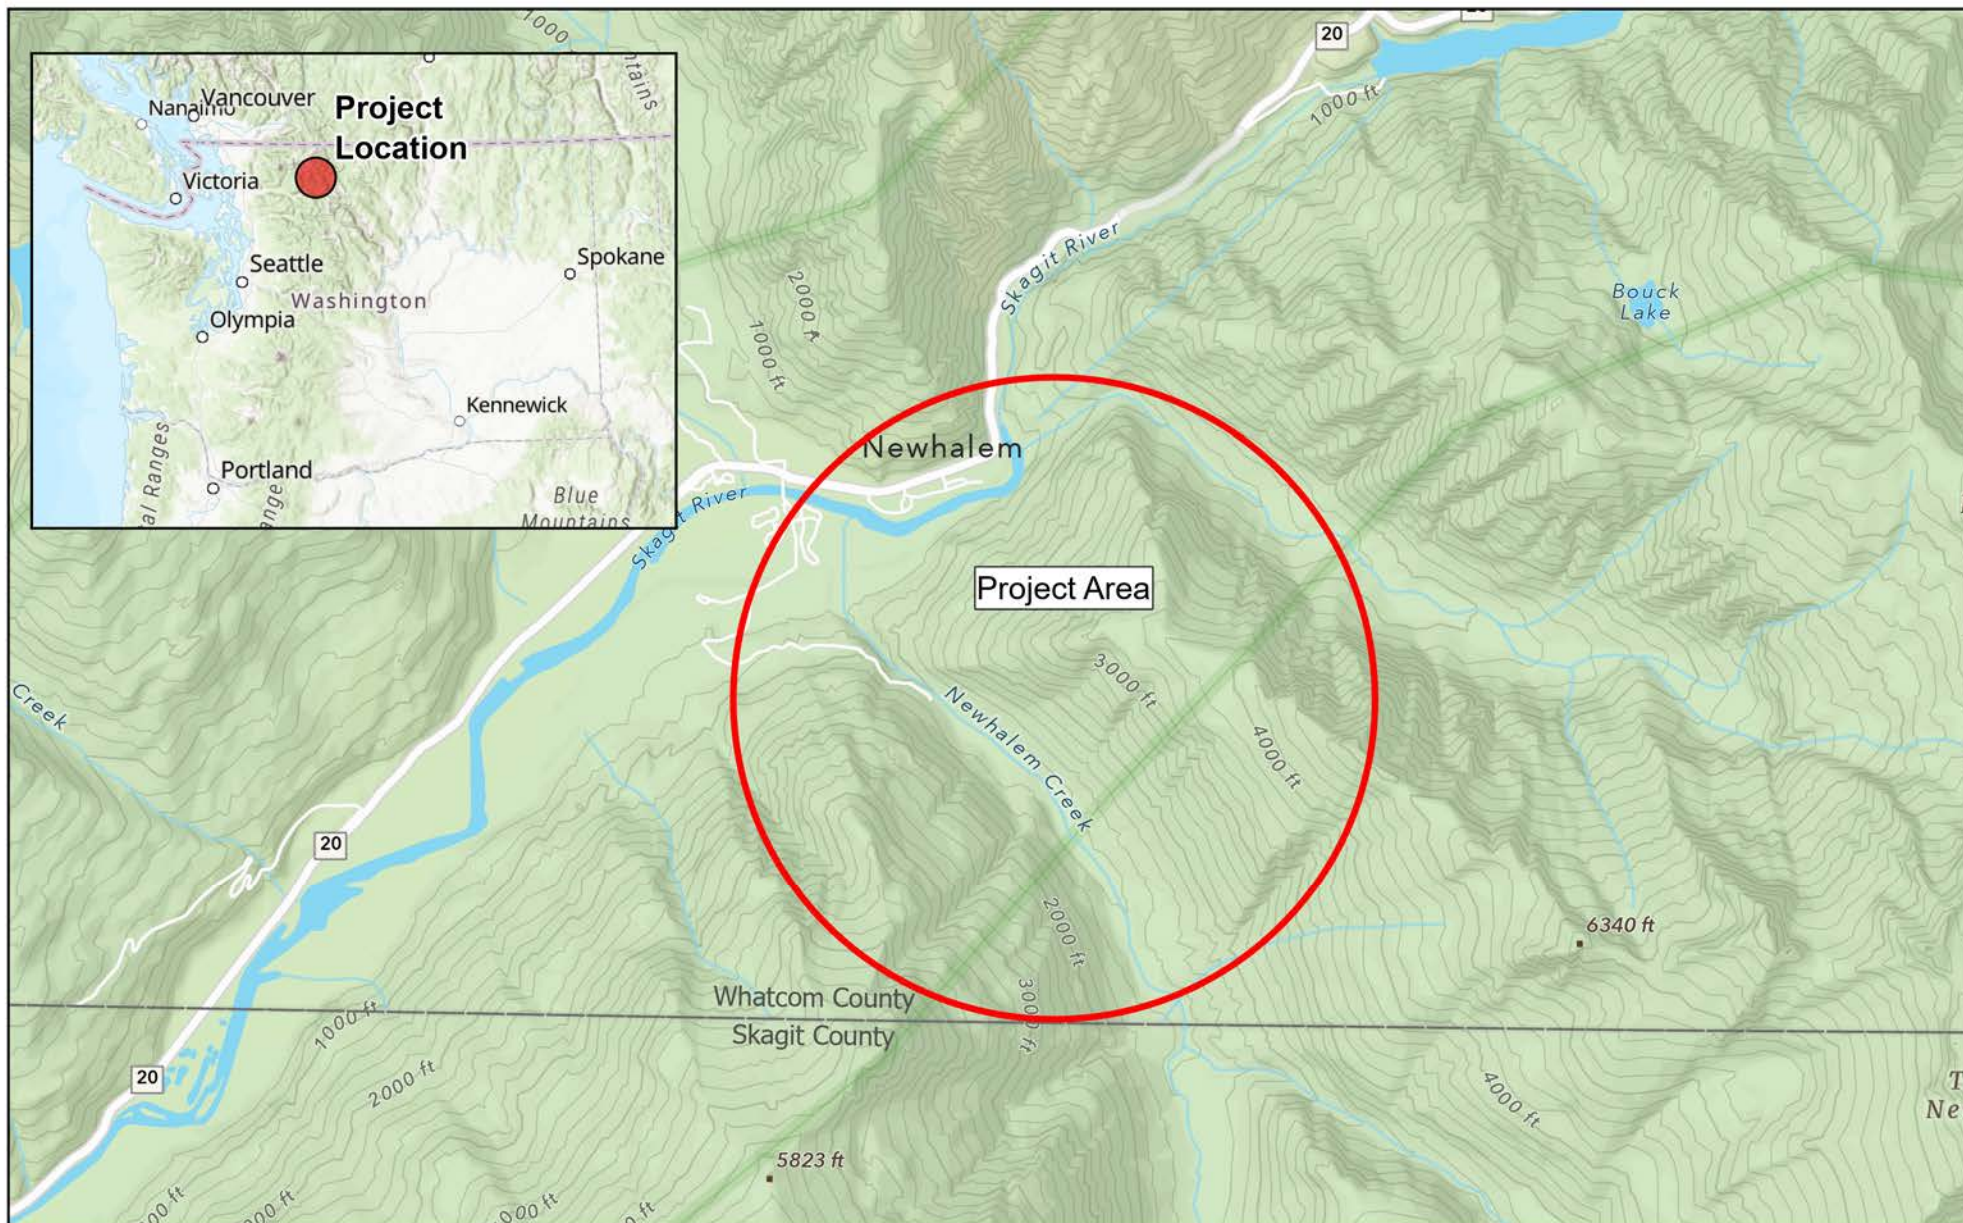 1000 ft
20
Vancouver
Nanaimo
Project
Location
Victoria
Seattle
Spokane
Washington
Olympia
Kennewick
Portland
Blue
Mountains
1000 ft
Skagit River
2000 ft
1000 ft
Bouck
Lake
Newhalem
Skagit River
Project Area
3000 ft
Newhalem Creek
4000 ft
Creek
20
2000 ft
6340 ft
3000 ft
Whatcom County
Skagit County
1000 ft
2000 ft
20
4000 ft
5823 ft